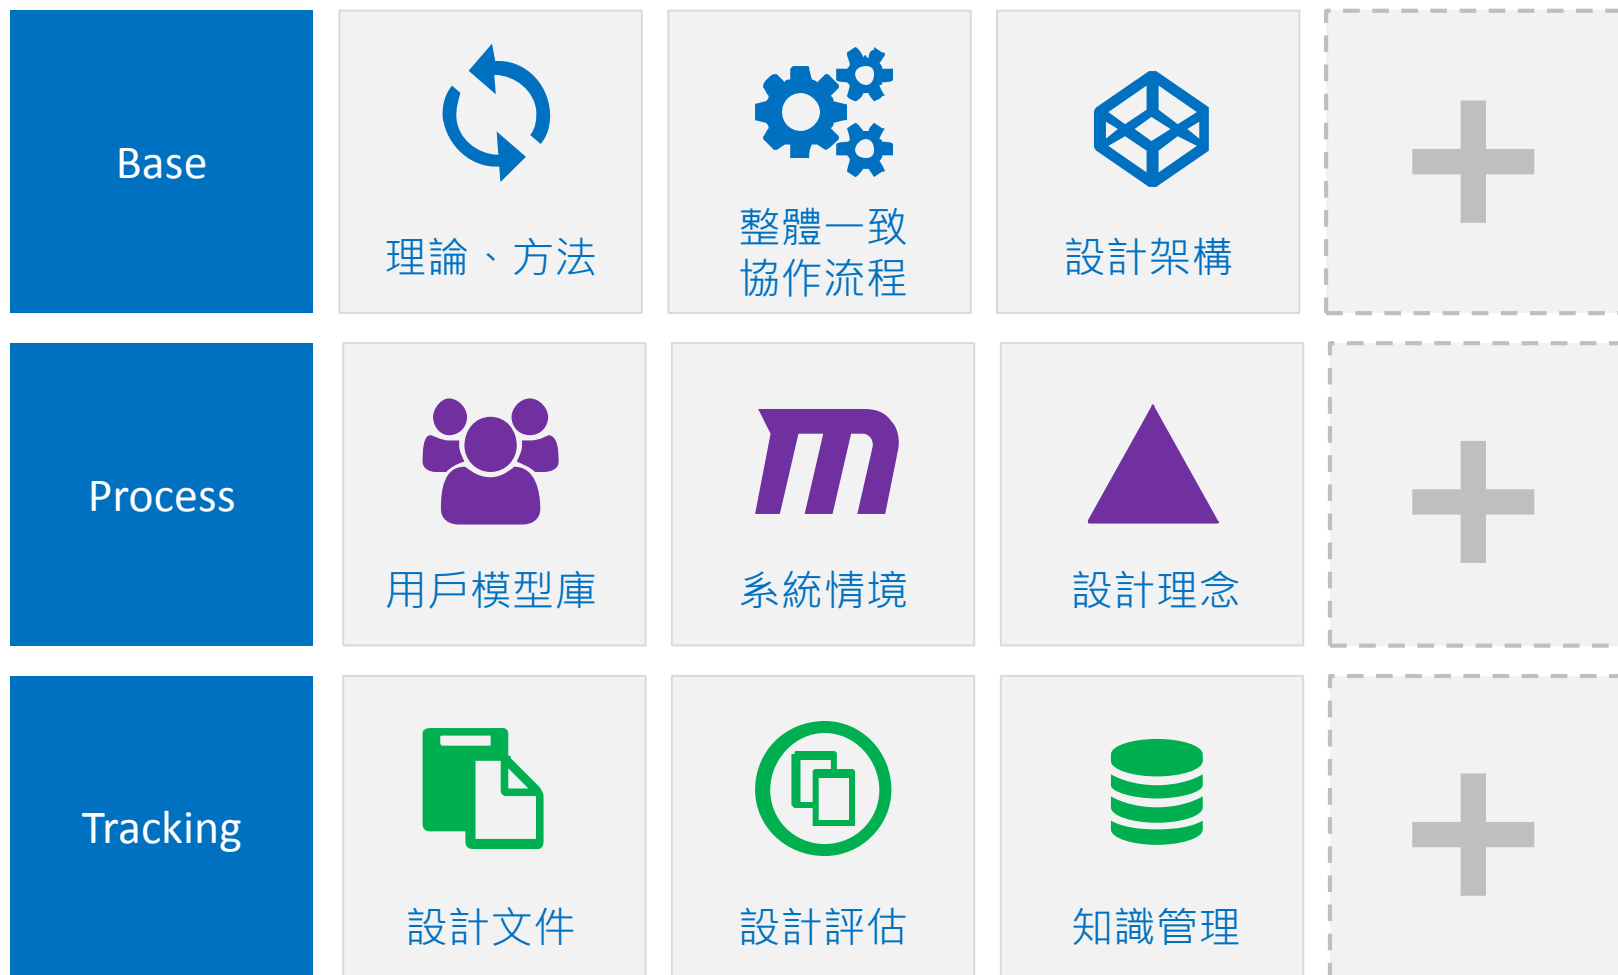 Base
理論、方法
整體一致
協作流程
設計架構
Process
用戶模型庫
系統情境
設計理念
Tracking
設計文件
設計評估
知識管理